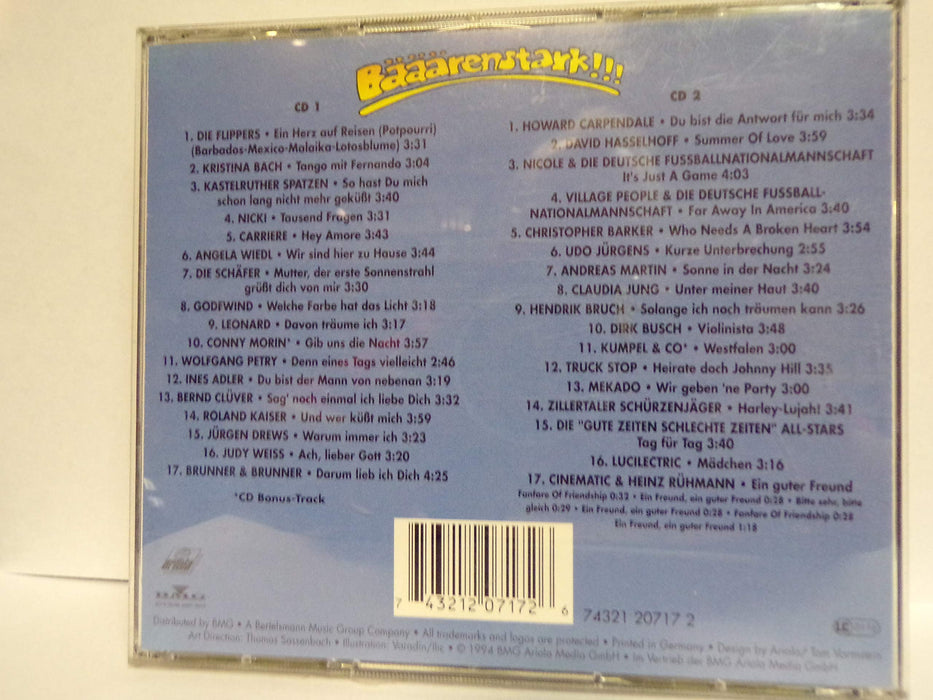 Bääärenstark!!!
CD 1
1. DIE FLIPPERS • Ein Herz auf Reisen (Potpourri)
(Barbados-Mexico-Malaika-Lotosblume) 3:31
2. KRISTINA BACH • Tango mit Fernando 3:04
3. KASTELRUTHER SPATZEN • So hast Du mich
schon lang nicht mehr geküßt 3:40
4. NICKI • Tausend Fragen 3:31
5. CARRIERE • Hey Amore 3:43
6. ANGELA WIEDL • Wir sind hier zu Hause 3:44
7. DIE SCHÄFER • Mutter, der erste Sonnenstrahl
grüßt dich von mir 3:30
8. GODEWIND • Welche Farbe hat das Licht 3:18
9. LEONARD • Davon träume ich 3:17
10. CONNY MORIN* • Gib uns die Nacht 3:57
11. WOLFGANG PETRY • Denn eines Tags vielleicht 2:46
12. INES ADLER • Du bist der Mann von nebenan 3:19
13. BERND CLÜVER • Sag' noch einmal ich liebe Dich 3:32
14. ROLAND KAISER • Und wer küßt mich 3:59
15. JÜRGEN DREWS • Warum immer ich 3:23
16. JUDY WEISS • Ach, lieber Gott 3:20
17. BRUNNER & BRUNNER • Darum lieb ich Dich 4:25
*CD Bonus-Track
CD 2
1. HOWARD CARPENDALE • Du bist die Antwort für mich 3:34
2. DAVID HASSELHOFF • Summer Of Love 3:59
3. NICOLE & DIE DEUTSCHE FUSSBALLNATIONALMANNSCHAFT
It's Just A Game 4:03
4. VILLAGE PEOPLE & DIE DEUTSCHE FUSSBALL-
NATIONALMANNSCHAFT • Far Away In America 3:40
5. CHRISTOPHER BARKER • Who Needs A Broken Heart 3:54
6. UDO JÜRGENS • Kurze Unterbrechung 2:55
7. ANDREAS MARTIN • Sonne in der Nacht 3:24
8. CLAUDIA JUNG • Unter meiner Haut 3:40
9. HENDRIK BRUCH • Solange ich noch träumen kann 3:26
10. DIRK BUSCH • Violinista 3:48
11. KUMPEL & CO* • Westfalen 3:00
12. TRUCK STOP • Heirate doch Johnny Hill 3:35
13. MEKADO • Wir geben 'ne Party 3:00
14. ZILLERTALER SCHÜRZENJÄGER • Harley-Lujah! 3:41
15. DIE "GUTE ZEITEN SCHLECHTE ZEITEN" ALL-STARS
Tag für Tag 3:40
16. LUCILECTRIC • Mädchen 3:16
17. CINEMATIC & HEINZ RÜHMANN • Ein guter Freund
Fanfare Of Friendship 0:32 • Ein Freund, ein guter Freund 0:28 • Bitte sehr, bitte
gleich 0:29 • Ein Freund, ein guter Freund 0:28 • Fanfare Of Friendship 0:28
Ein Freund, ein guter Freund 1:18
ariola
7 43212 07172 6
74321 20717 2
LC
Distributed by BMG • A Bertelsmann Music Group Company • All trademarks and logos are protected • Printed in Germany • Design by Ariola/ Tom
Art Direction: Thomas Sassenbach • Illustration: Varadin/Ilic • © 1994 BMG Ariola Media GmbH • Im Vertrieb der BMG Ariola Media GmbH